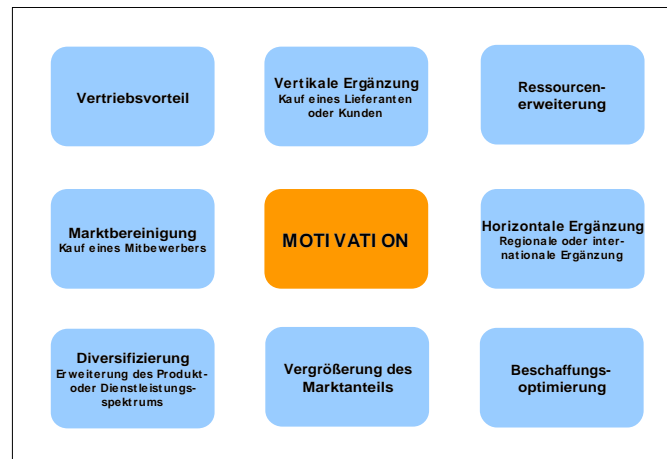 Vertriebsvorteil
Vertikale Ergänzung
Kauf eines Lieferanten
oder Kunden
Ressourcen-
erweiterung
Marktbereinigung
Kauf eines Mitbewerbers
MOTIVATION
Horizontale Ergänzung
Regionale oder inter-
nationale Ergänzung
Diversifizierung
Erweiterung des Produkt-
oder Dienstleistungs-
spektrums
Vergrößerung des
Marktanteils
Beschaffungs-
optimierung